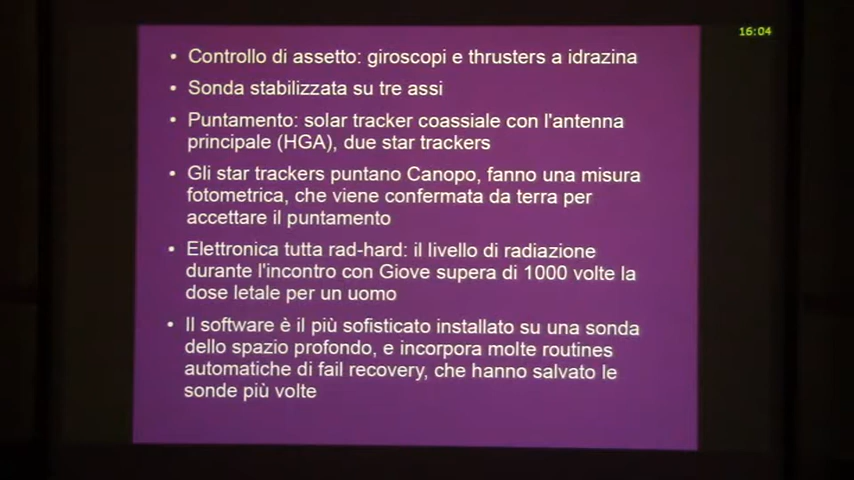 16:04
• Controllo di assetto: giroscopi e thrusters a idrazina
• Sonda stabilizzata su tre assi
• Puntamento: solar tracker coassiale con l'antenna
principale (HGA), due star trackers
• Gli star trackers puntano Canopo, fanno una misura
fotometrica, che viene confermata da terra per
accettare il puntamento
• Elettronica tutta rad-hard: il livello di radiazione
durante l'incontro con Giove supera di 1000 volte la
dose letale per un uomo
• Il software è il più sofisticato installato su una sonda
dello spazio profondo, e incorpora molte routines
automatiche di fail recovery, che hanno salvato le
sonde più volte